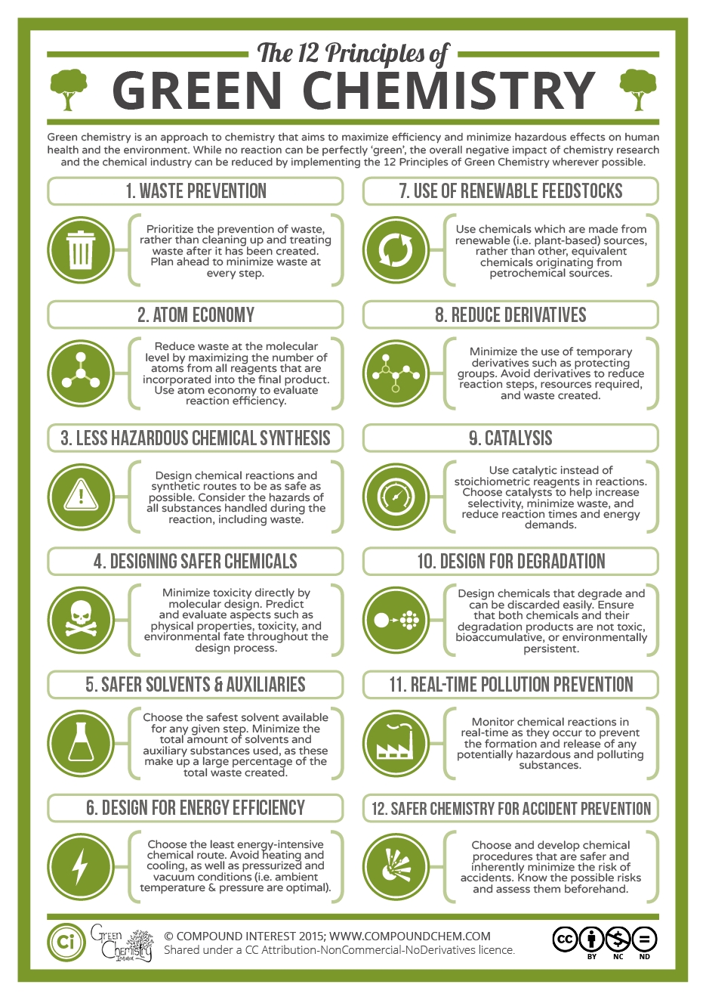 The 12 Principles of
GREEN CHEMISTRY
Green chemistry is an approach to chemistry that aims to maximize efficiency and minimize hazardous effects on human
health and the environment. While no reaction can be perfectly ‘green’, the overall negative impact of chemistry research
and the chemical industry can be reduced by implementing the 12 Principles of Green Chemistry wherever possible.
1. WASTE PREVENTION
Prioritize the prevention of waste,
rather than cleaning up and treating
waste after it has been created.
Plan ahead to minimize waste at
every step.
2. ATOM ECONOMY
Reduce waste at the molecular
level by maximizing the number of
atoms from all reagents that are
incorporated into the final product.
Use atom economy to evaluate
reaction efficiency.
3. LESS HAZARDOUS CHEMICAL SYNTHESIS
Design chemical reactions and
synthetic routes to be as safe as
possible. Consider the hazards of
all substances handled during the
reaction, including waste.
4. DESIGNING SAFER CHEMICALS
Minimize toxicity directly by
molecular design. Predict
and evaluate aspects such as
physical properties, toxicity, and
environmental fate throughout the
design process.
5. SAFER SOLVENTS & AUXILIARIES
Choose the safest solvent available
for any given step. Minimize the
total amount of solvents and
auxiliary substances used, as these
make up a large percentage of the
total waste created.
6. DESIGN FOR ENERGY EFFICIENCY
Choose the least energy-intensive
chemical route. Avoid heating and
cooling, as well as pressurized and
vacuum conditions (i.e. ambient
temperature & pressure are optimal).
7. USE OF RENEWABLE FEEDSTOCKS
Use chemicals which are made from
renewable (i.e. plant-based) sources,
rather than other, equivalent
chemicals originating from
petrochemical sources.
8. REDUCE DERIVATIVES
Minimize the use of temporary
derivatives such as protecting
groups. Avoid derivatives to reduce
reaction steps, resources required,
and waste created.
9. CATALYSIS
Use catalytic instead of
stoichiometric reagents in reactions.
Choose catalysts to help increase
selectivity, minimize waste, and
reduce reaction times and energy
demands.
10. DESIGN FOR DEGRADATION
Design chemicals that degrade and
can be discarded easily. Ensure
that both chemicals and their
degradation products are not toxic,
bioaccumulative, or environmentally
persistent.
11. REAL-TIME POLLUTION PREVENTION
Monitor chemical reactions in
real-time as they occur to prevent
the formation and release of any
potentially hazardous and polluting
substances.
12. SAFER CHEMISTRY FOR ACCIDENT PREVENTION
Choose and develop chemical
procedures that are safer and
inherently minimize the risk of
accidents. Know the possible risks
and assess them beforehand.
Ci
Green
Chemistry
Initiative
© COMPOUND INTEREST 2015; WWW.COMPOUNDCHEM.COM
Shared under a CC Attribution-NonCommercial-NoDerivatives licence.
cc
BY NC ND